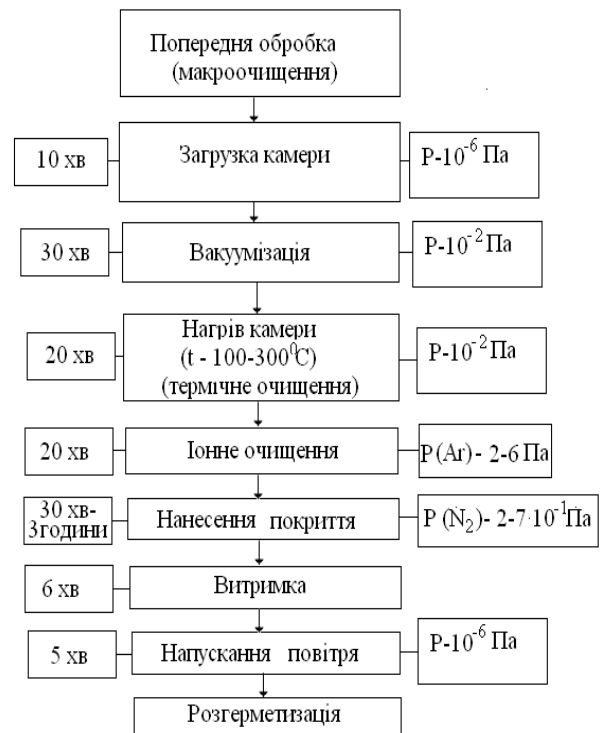 Попередня обробка
(макроочищення)
10 хв
Загрузка камери
Р-10⁻⁶ Па
30 хв
Вакуумізація
Р-10⁻² Па
20 хв
Нагрів камери
(t - 100-300⁰С)
(термічне очищення)
Р-10⁻² Па
20 хв
Іонне очищення
Р(Ar) - 2-6 Па
30 хв-
3години
Нанесення покриття
Р (N₂)- 2-7·10⁻¹Па
6 хв
Витримка
5 хв
Напускання повітря
Р-10⁻⁶ Па
Розгерметизація